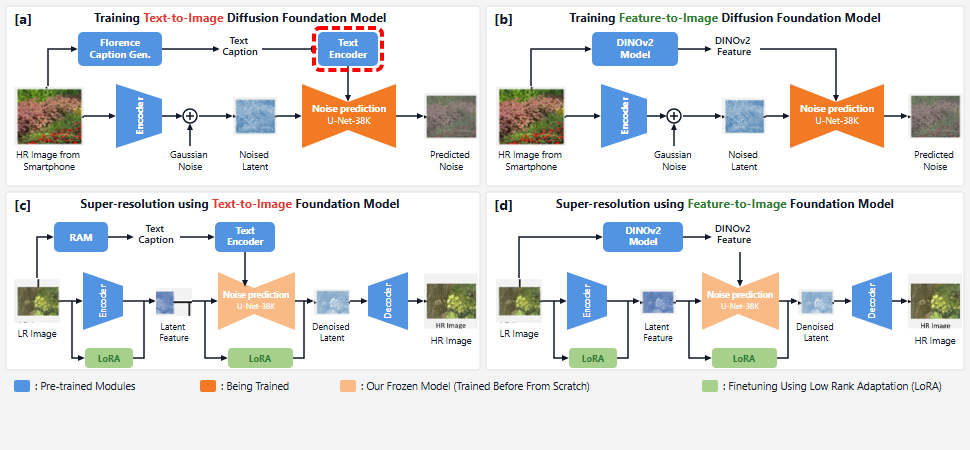 [a] Training Text-to-Image Diffusion Foundation Model
Florence
Caption Gen.
Text
Caption
Text
Encoder
Encoder
Noise prediction
U-Net-38K
HR Image from
Smartphone
Gaussian
Noise
Noised
Latent
Predicted
Noise
[b] Training Feature-to-Image Diffusion Foundation Model
DINOv2
Model
DINOv2
Feature
Encoder
Noise prediction
U-Net-38K
HR Image from
Smartphone
Gaussian
Noise
Noised
Latent
Predicted
Noise
[c] Super-resolution using Text-to-Image Foundation Model
RAM
Text
Caption
Text
Encoder
Encoder
Noise prediction
U-Net-38K
Decoder
LR Image
Latent
Feature
Denoised
Latent
HR Image
HR Image
LoRA
LoRA
[d] Super-resolution using Feature-to-Image Foundation Model
DINOv2
Model
DINOv2
Feature
Encoder
Noise prediction
U-Net-38K
Decoder
LR Image
Latent
Feature
Denoised
Latent
HR Image
HR Image
LoRA
LoRA
: Pre-trained Modules
: Being Trained
: Our Frozen Model (Trained Before From Scratch)
: Finetuning Using Low Rank Adaptation (LoRA)